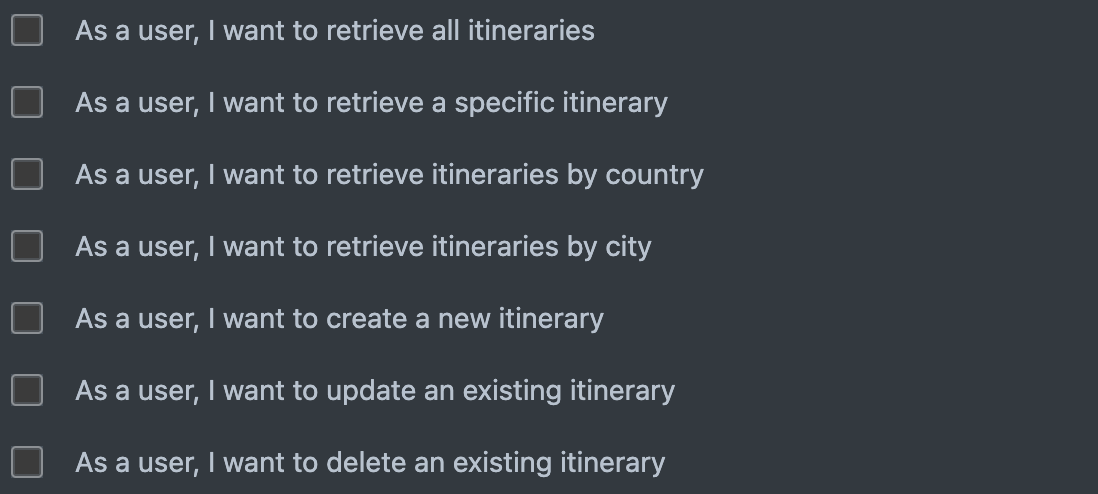 As a user, I want to retrieve all itineraries
As a user, I want to retrieve a specific itinerary
As a user, I want to retrieve itineraries by country
As a user, I want to retrieve itineraries by city
As a user, I want to create a new itinerary
As a user, I want to update an existing itinerary
As a user, I want to delete an existing itinerary